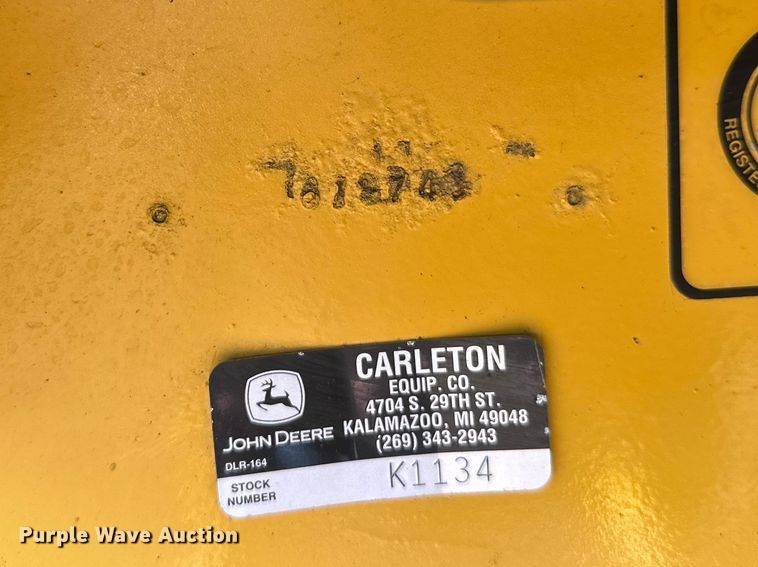 CARLETON
EQUIP. CO.
4704 S. 29TH ST.
KALAMAZOO, MI 49048
(269) 343-2943
JOHN DEERE
DLR-164
STOCK
NUMBER
K1134
Purple Wave Auction